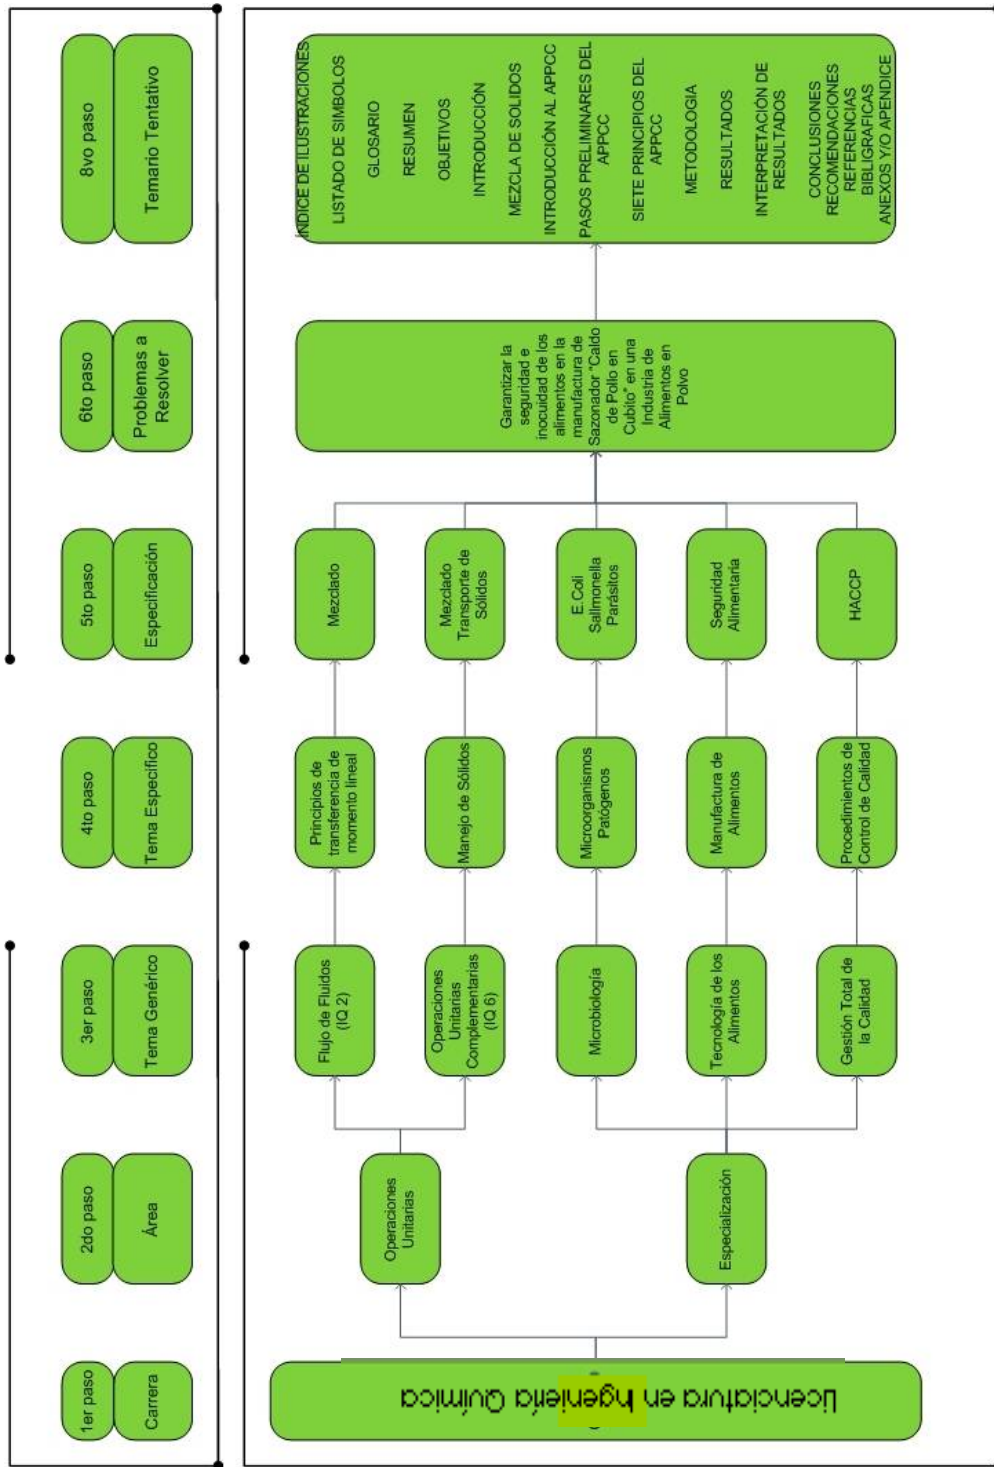 1er paso
Carrera
2do paso
Área
3er paso
Tema Genérico
4to paso
Tema Específico
5to paso
Especificación
6to paso
Problemas a
Resolver
8vo paso
Temario Tentativo
Licenciatura en Ingeniería Química
Operaciones
Unitarias
Especialización
Flujo de Fluidos
(IQ 2)
Operaciones
Unitarias
Complementarias
(IQ 6)
Microbiología
Tecnología de los
Alimentos
Gestión Total de
la Calidad
Principios de
transferencia de
momento lineal
Manejo de Sólidos
Microorganismos
Patógenos
Manufactura de
Alimentos
Procedimientos de
Control de Calidad
Mezclado
Mezclado
Transporte de
Sólidos
E.Coli
Sallmonella
Parásitos
Seguridad
Alimentaria
HACCP
Garantizar la
seguridad e
inocuidad de los
alimentos en la
manufactura de
Sazonador "Caldo
de Pollo en
Cubito" en una
Industria de
Alimentos en
Polvo
ÍNDICE DE ILUSTRACIONES
LISTADO DE SIMBOLOS
GLOSARIO
RESUMEN
OBJETIVOS
INTRODUCCIÓN
MEZCLA DE SOLIDOS
INTRODUCCIÓN AL APPCC
PASOS PRELIMINARES DEL
APPCC
SIETE PRINCIPIOS DEL
APPCC
METODOLOGIA
RESULTADOS
INTERPRETACIÓN DE
RESULTADOS
CONCLUSIONES
RECOMENDACIONES
REFERENCIAS
BIBLIGRAFICAS
ANEXOS Y/O APENDICE